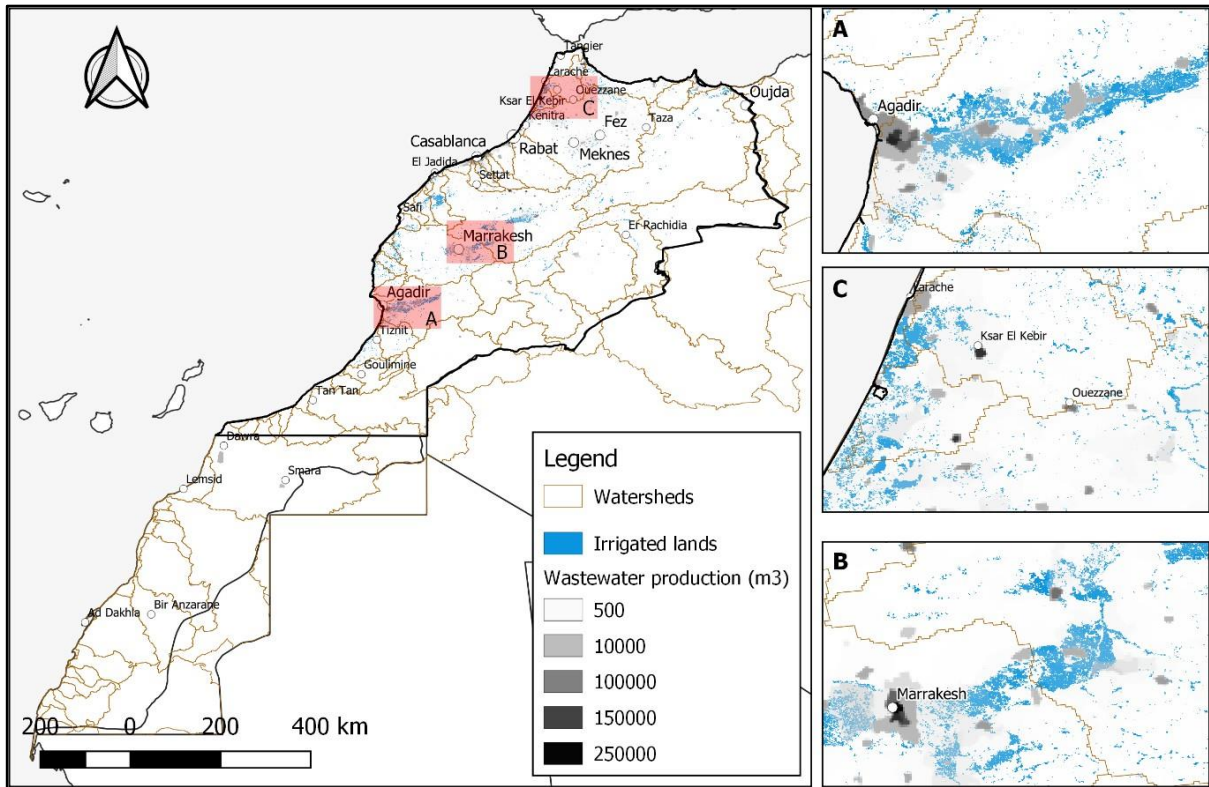 Tangier
Larache
Ouezzane
Ksar El Kebir
C
Kenitra
Oujda
Taza
Fez
Casablanca
Rabat
Meknes
El Jadida
Settat
Safi
Marrakesh
B
Er Rachidia
Agadir
A
Tiznit
Goulimine
Tan Tan
Dawra
Lemsid
Smara
Ad Dakhla
Bir Anzarane
200 0 200 400 km
Legend
Watersheds
Irrigated lands
Wastewater production (m3)
500
10000
100000
150000
250000
A
Agadir
C
Larache
Ksar El Kebir
Ouezzane
B
Marrakesh